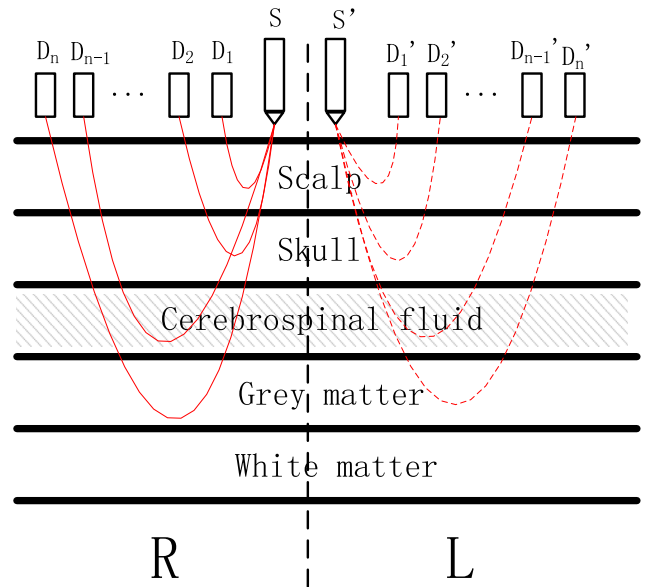 S S'
Dn Dn-1 ... D2 D1 D1' D2' ... Dn-1' Dn'
Scalp
Skull
Cerebrospinal fluid
Grey matter
White matter
R L